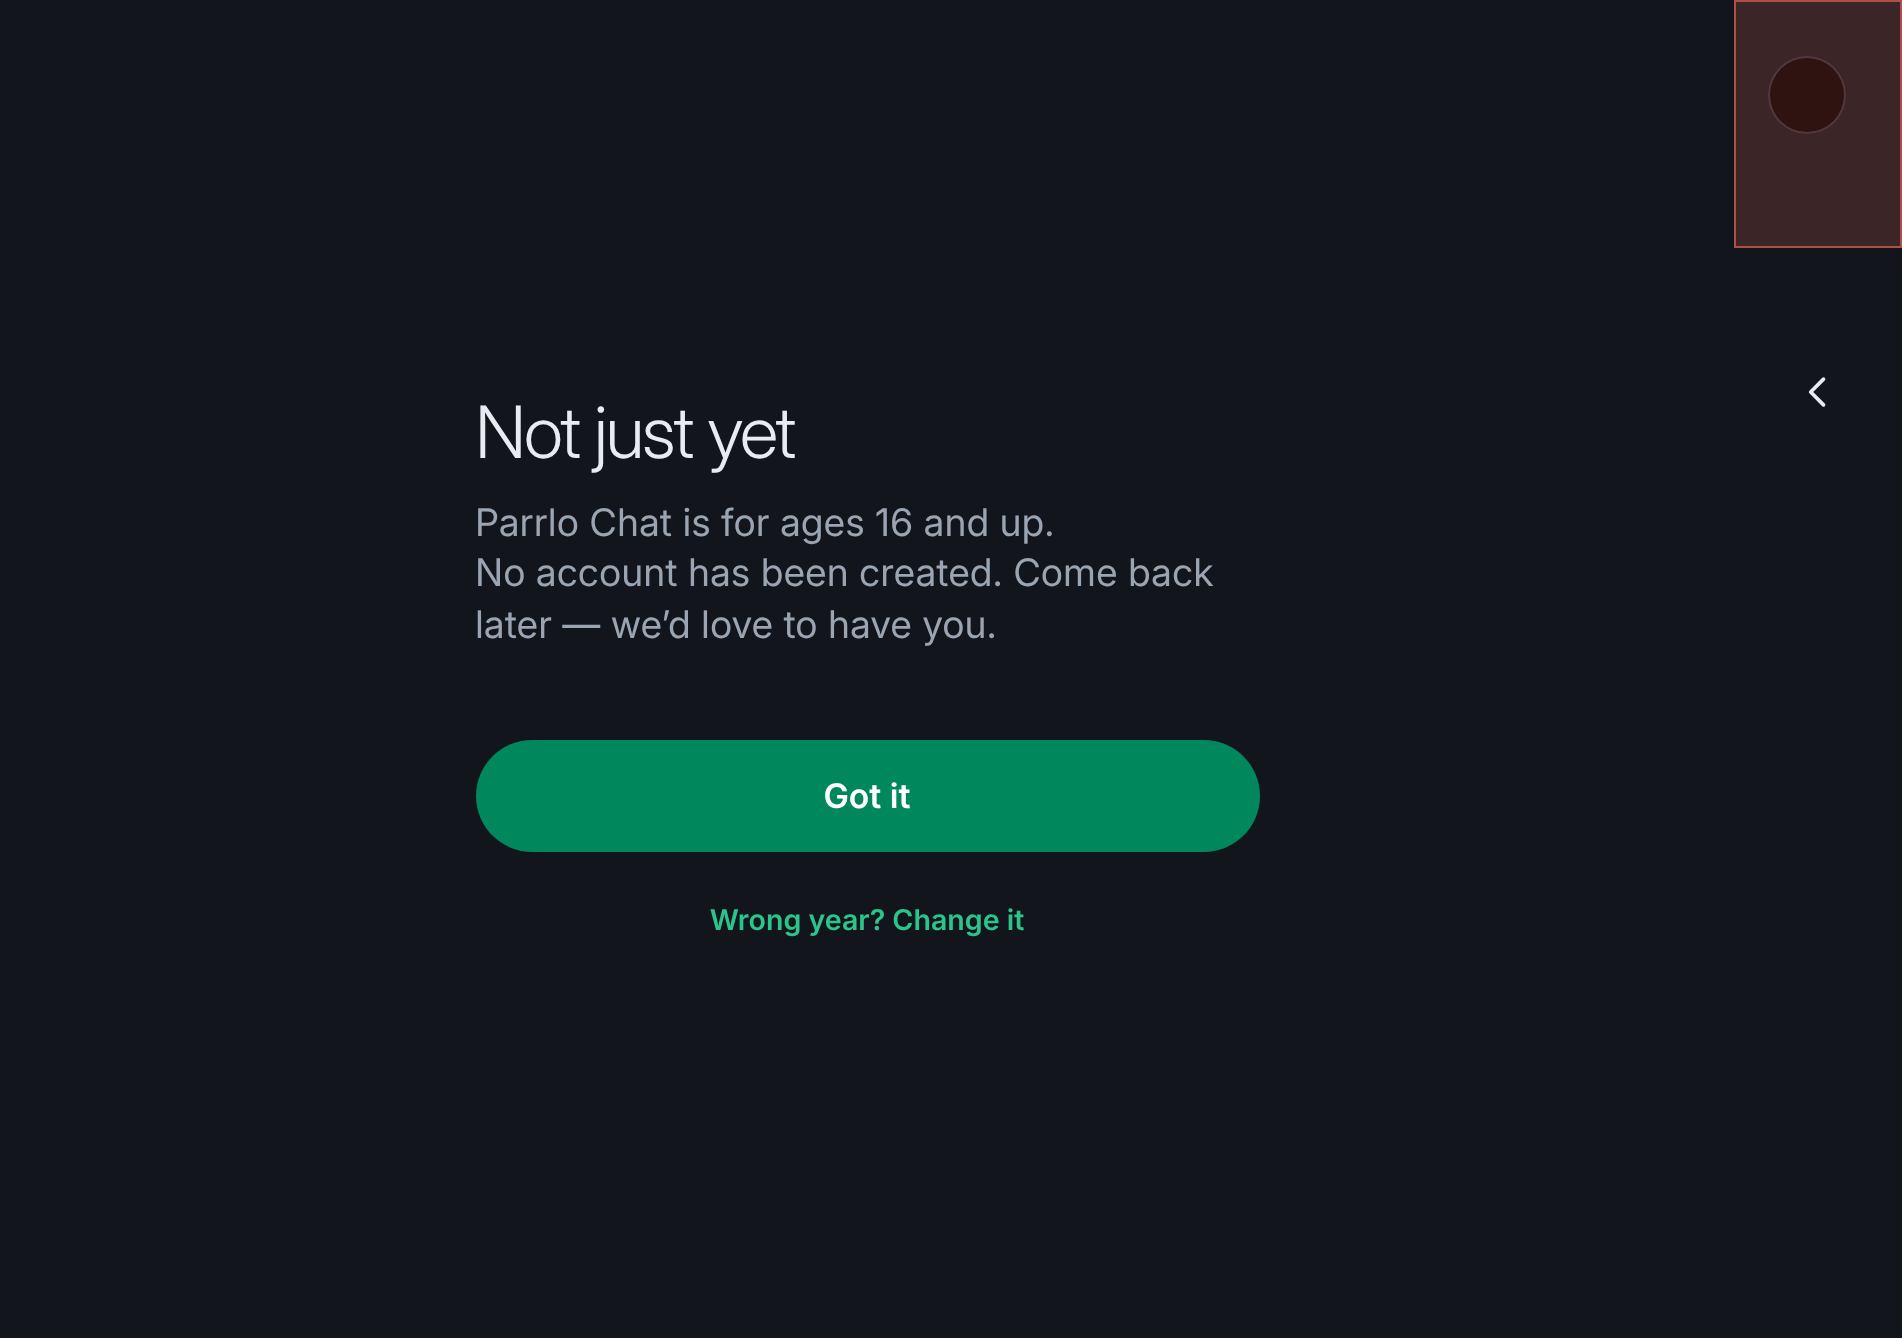 Not just yet
Parrlo Chat is for ages 16 and up.
No account has been created. Come back
later — we’d love to have you.
Got it
Wrong year? Change it